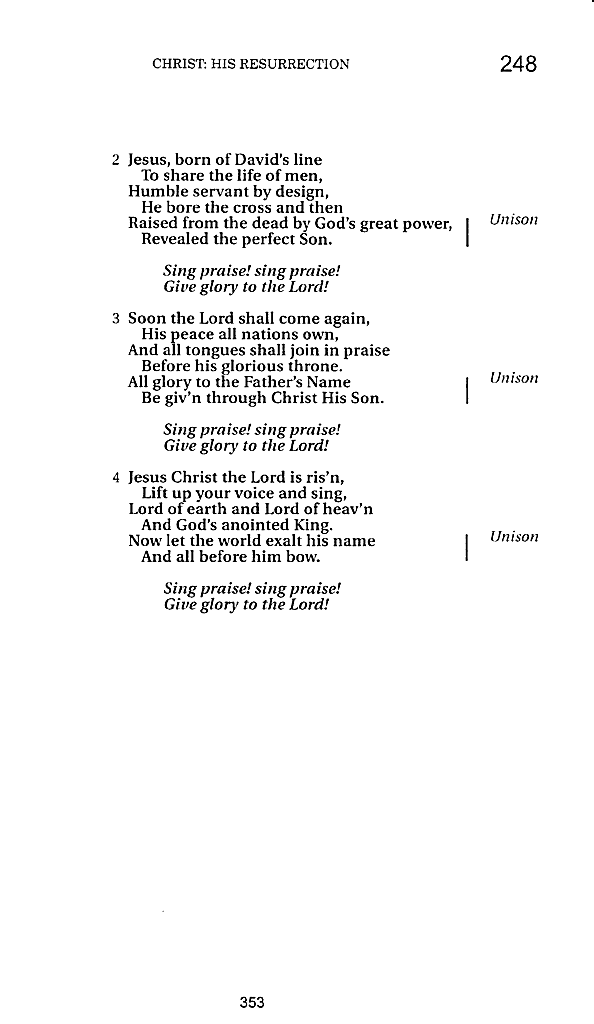 CHRIST: HIS RESURRECTION 248
2 Jesus, born of David's line
To share the life of men,
Humble servant by design,
He bore the cross and then
Raised from the dead by God's great power, | Unison
Revealed the perfect Son.
Sing praise! sing praise!
Give glory to the Lord!
3 Soon the Lord shall come again,
His peace all nations own,
And all tongues shall join in praise
Before his glorious throne.
All glory to the Father's Name | Unison
Be giv'n through Christ His Son.
Sing praise! sing praise!
Give glory to the Lord!
4 Jesus Christ the Lord is ris'n,
Lift up your voice and sing,
Lord of earth and Lord of heav'n
And God's anointed King.
Now let the world exalt his name | Unison
And all before him bow.
Sing praise! sing praise!
Give glory to the Lord!
353